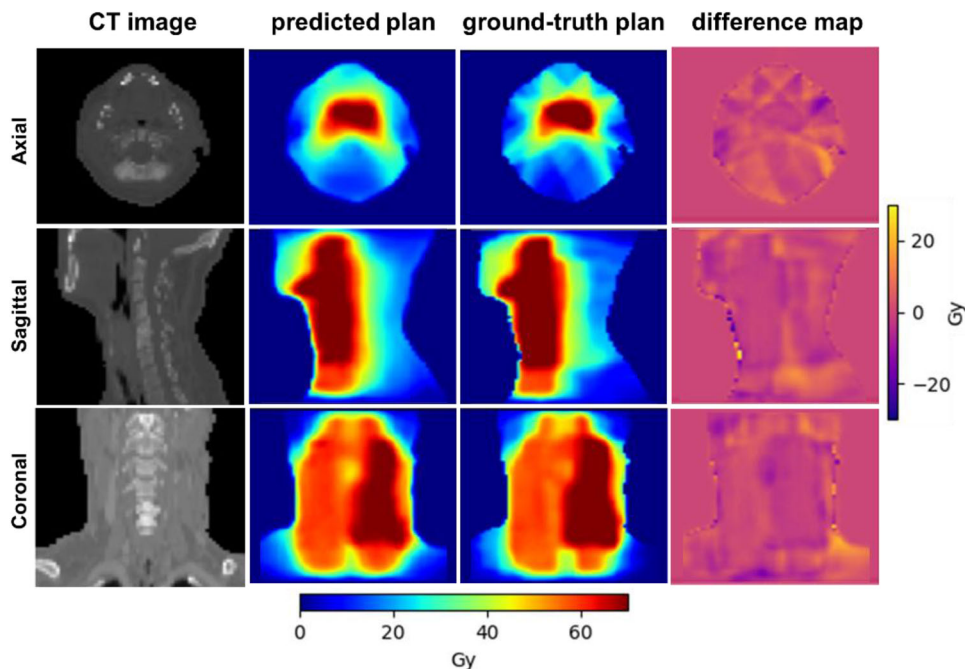 CT image
predicted plan
ground-truth plan
difference map
Axial
Sagittal
Coronal
20
0
−20
Gy
0
20
40
60
Gy